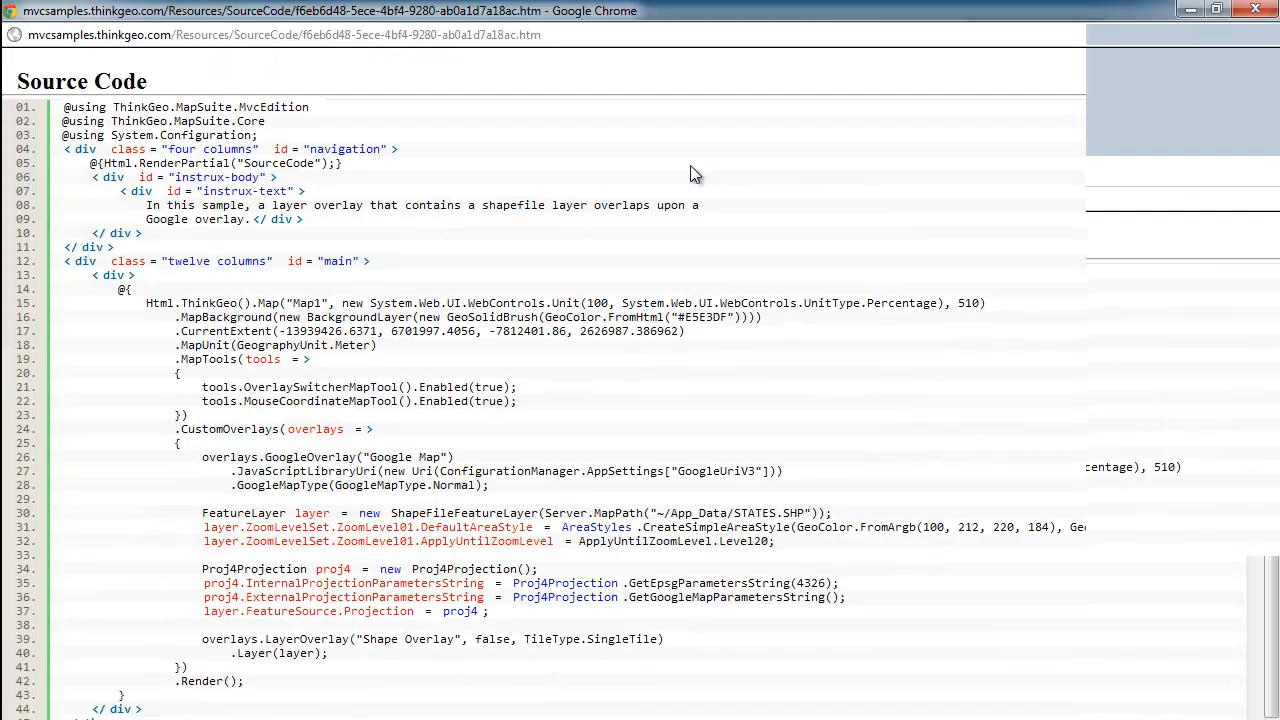 mvcsamples.thinkgeo.com/Resources/SourceCode/f6eb6d48-5ece-4bf4-9280-ab0a1d7a18ac.htm - Google Chrome
mvcsamples.thinkgeo.com/Resources/SourceCode/f6eb6d48-5ece-4bf4-9280-ab0a1d7a18ac.htm
Source Code
01. @using ThinkGeo.MapSuite.MvcEdition
02. @using ThinkGeo.MapSuite.Core
03. @using System.Configuration;
04. <div class="four columns" id="navigation">
05. @{Html.RenderPartial("SourceCode");}
06. <div id="instrux-body">
07. <div id="instrux-text">
08. In this sample, a layer overlay that contains a shapefile layer overlaps upon a
09. Google overlay.</div>
10. </div>
11. </div>
12. <div class="twelve columns" id="main">
13. <div>
14. @{
15. Html.ThinkGeo().Map("Map1", new System.Web.UI.WebControls.Unit(100, System.Web.UI.WebControls.UnitType.Percentage), 510)
16. .MapBackground(new BackgroundLayer(new GeoSolidBrush(GeoColor.FromHtml("#E5E3DF"))))
17. .CurrentExtent(-13939426.6371, 6701997.4056, -7812401.86, 2626987.386962)
18. .MapUnit(GeographyUnit.Meter)
19. .MapTools(tools =>
20. {
21. tools.OverlaySwitcherMapTool().Enabled(true);
22. tools.MouseCoordinateMapTool().Enabled(true);
23. })
24. .CustomOverlays(overlays =>
25. {
26. overlays.GoogleOverlay("Google Map")
27. .JavaScriptLibraryUri(new Uri(ConfigurationManager.AppSettings["GoogleUriV3"]))
centage), 510)
28. .GoogleMapType(GoogleMapType.Normal);
29.
30. FeatureLayer layer = new ShapeFileFeatureLayer(Server.MapPath("~/App_Data/STATES.SHP"));
31. layer.ZoomLevelSet.ZoomLevel01.DefaultAreaStyle = AreaStyles.CreateSimpleAreaStyle(GeoColor.FromArgb(100, 212, 220, 184), Ge
32. layer.ZoomLevelSet.ZoomLevel01.ApplyUntilZoomLevel = ApplyUntilZoomLevel.Level20;
33.
34. Proj4Projection proj4 = new Proj4Projection();
35. proj4.InternalProjectionParametersString = Proj4Projection.GetEpsgParametersString(4326);
36. proj4.ExternalProjectionParametersString = Proj4Projection.GetGoogleMapParametersString();
37. layer.FeatureSource.Projection = proj4;
38.
39. overlays.LayerOverlay("Shape Overlay", false, TileType.SingleTile)
40. .Layer(layer);
41. })
42. .Render();
43. }
44. </div>